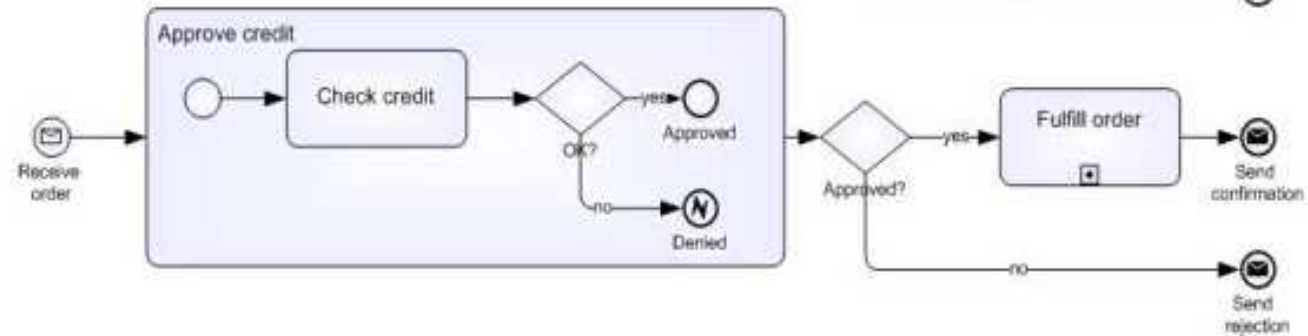 Approve credit
Check credit
yes
Approved
OK?
no
Denied
Receive
order
Approved?
yes
Fulfill order
Send
confirmation
no
Send
rejection